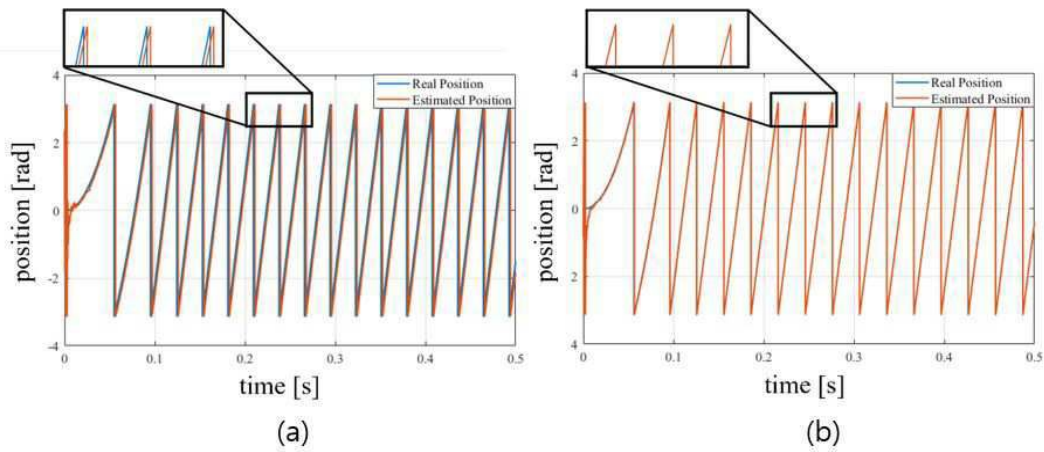 4
2
0
-2
-4
position [rad]
Real Position
Estimated Position
0
0.1
0.2
0.3
0.4
0.5
time [s]
(a)
4
2
0
2
4
position [rad]
Real Position
Estimated Position
0
0.1
0.2
0.3
0.4
0.5
time [s]
(b)